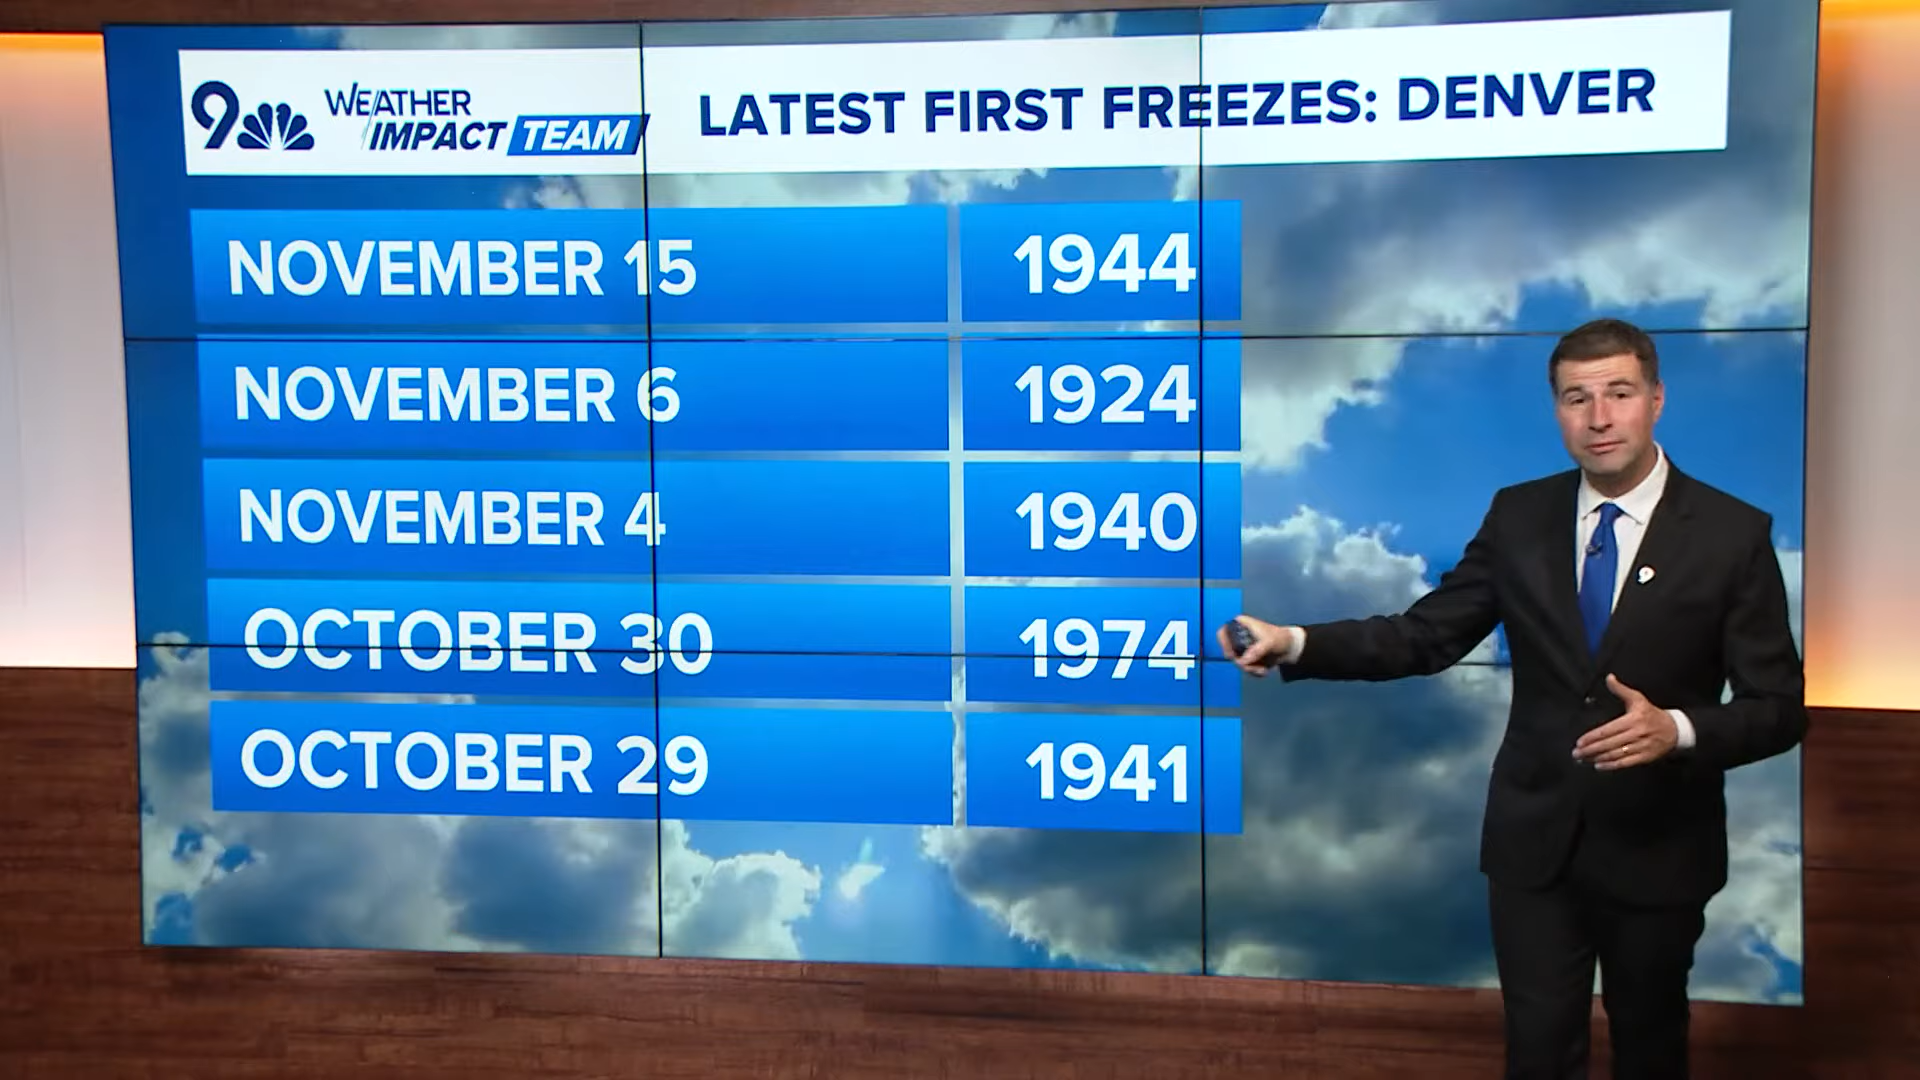 9 WEATHER IMPACT TEAM
LATEST FIRST FREEZES: DENVER
NOVEMBER 15 1944
NOVEMBER 6 1924
NOVEMBER 4 1940
OCTOBER 30 1974
OCTOBER 29 1941